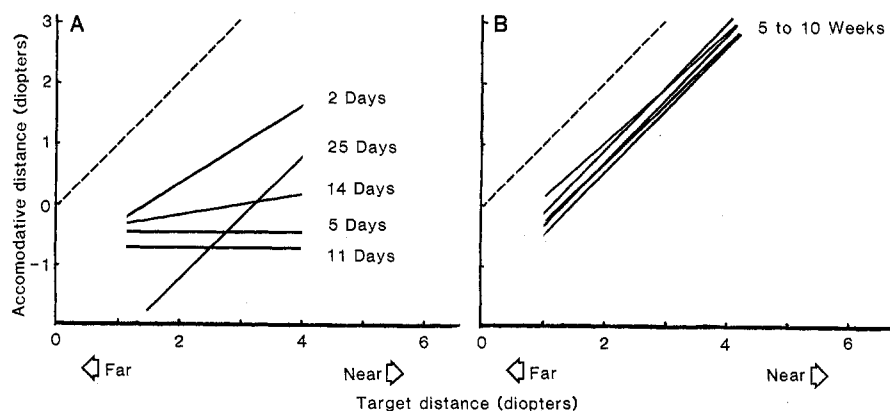 A
B
3
2
1
0
−1
Accomodative distance (diopters)
2 Days
25 Days
14 Days
5 Days
11 Days
5 to 10 Weeks
0 2 4 6
0 2 4 6
Far Near
Far Near
Target distance (diopters)